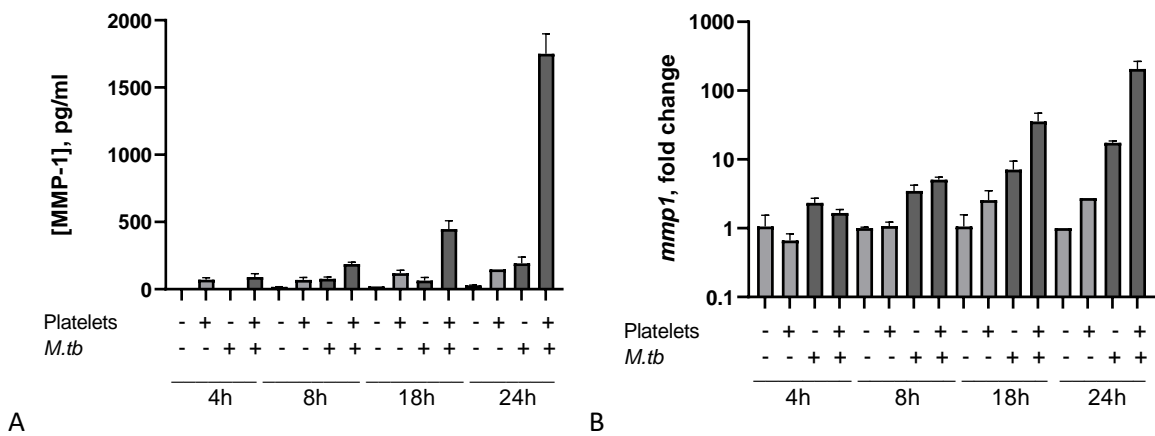 [MMP-1], pg/ml
2000
1500
1000
500
0
Platelets - + - + - + - + - + - + - + - +
M.tb - - + + - - + + - - + + - - + +
4h 8h 18h 24h
A
mmp1, fold change
1000
100
10
1
0.1
Platelets - + - + - + - + - + - + - + - +
M.tb - - + + - - + + - - + + - - + +
4h 8h 18h 24h
B